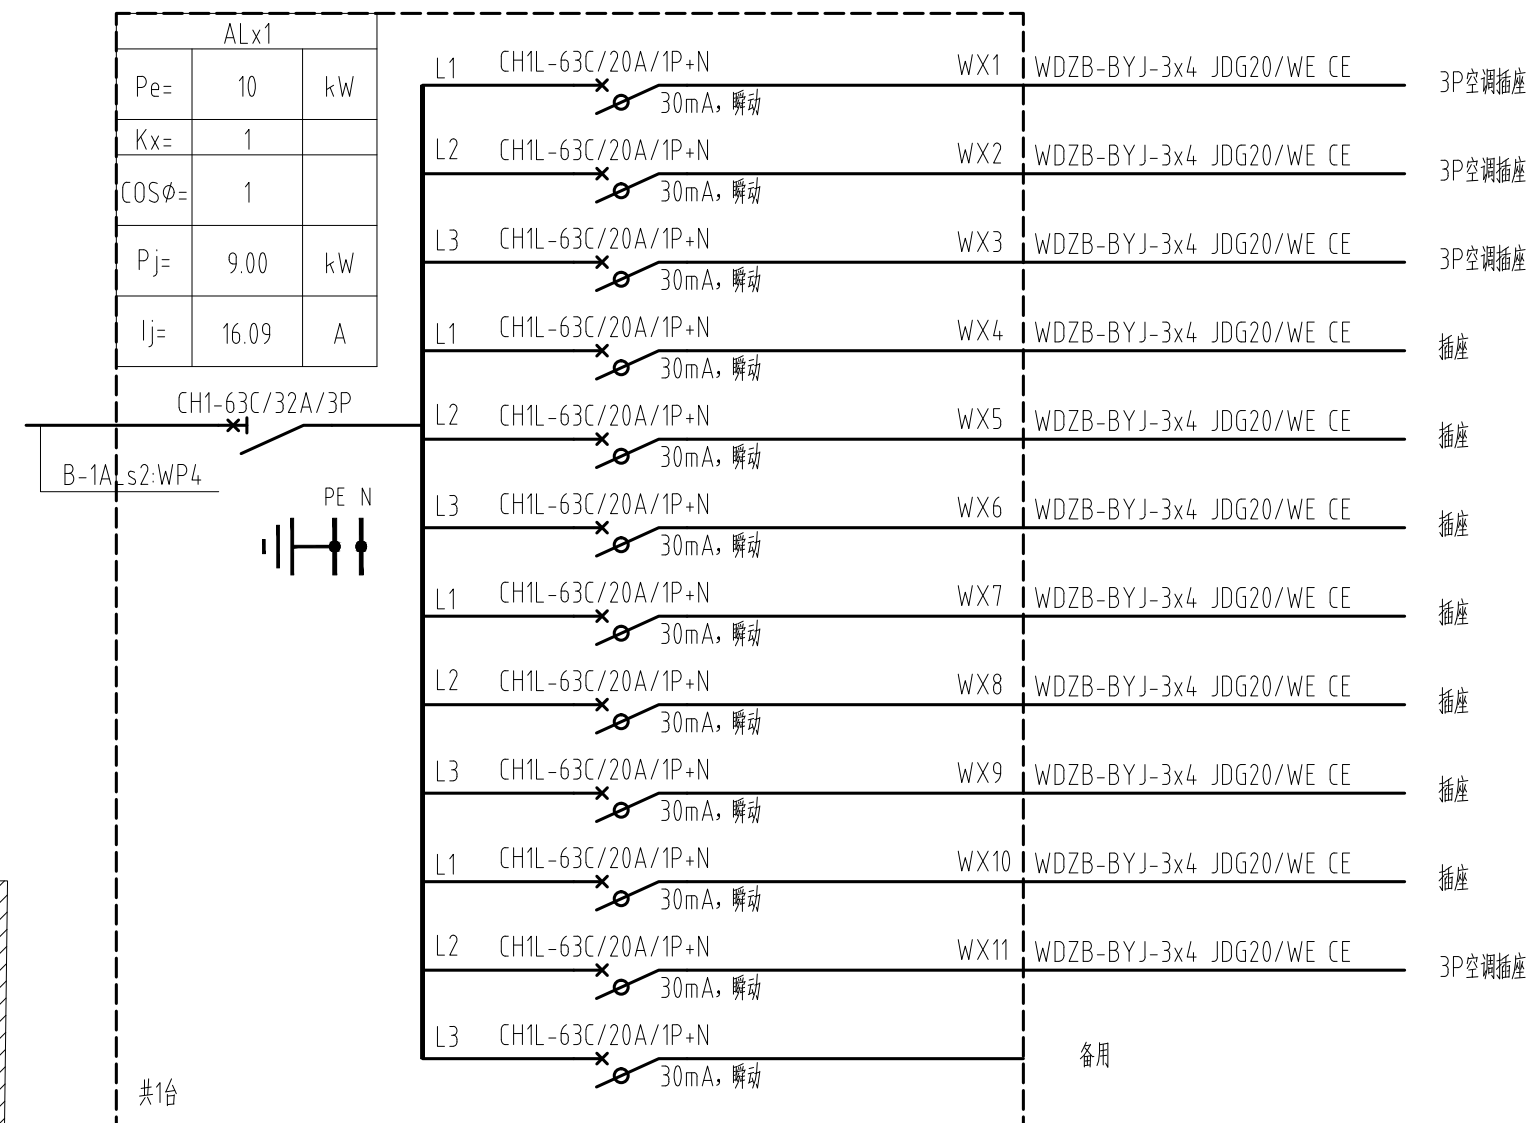 ALx1
Pe= 10 kW
Kx= 1
COSØ= 1
Pj= 9.00 kW
Ij= 16.09 A
CH1-63C/32A/3P
B-1ALs2:WP4
PE N
L1 CH1L-63C/20A/1P+N WX1 WDZB-BYJ-3x4 JDG20/WE CE 3P空调插座
30mA，瞬动
L2 CH1L-63C/20A/1P+N WX2 WDZB-BYJ-3x4 JDG20/WE CE 3P空调插座
30mA，瞬动
L3 CH1L-63C/20A/1P+N WX3 WDZB-BYJ-3x4 JDG20/WE CE 3P空调插座
30mA，瞬动
L1 CH1L-63C/20A/1P+N WX4 WDZB-BYJ-3x4 JDG20/WE CE 插座
30mA，瞬动
L2 CH1L-63C/20A/1P+N WX5 WDZB-BYJ-3x4 JDG20/WE CE 插座
30mA，瞬动
L3 CH1L-63C/20A/1P+N WX6 WDZB-BYJ-3x4 JDG20/WE CE 插座
30mA，瞬动
L1 CH1L-63C/20A/1P+N WX7 WDZB-BYJ-3x4 JDG20/WE CE 插座
30mA，瞬动
L2 CH1L-63C/20A/1P+N WX8 WDZB-BYJ-3x4 JDG20/WE CE 插座
30mA，瞬动
L3 CH1L-63C/20A/1P+N WX9 WDZB-BYJ-3x4 JDG20/WE CE 插座
30mA，瞬动
L1 CH1L-63C/20A/1P+N WX10 WDZB-BYJ-3x4 JDG20/WE CE 插座
30mA，瞬动
L2 CH1L-63C/20A/1P+N WX11 WDZB-BYJ-3x4 JDG20/WE CE 3P空调插座
30mA，瞬动
L3 CH1L-63C/20A/1P+N 备用
30mA，瞬动
共1台